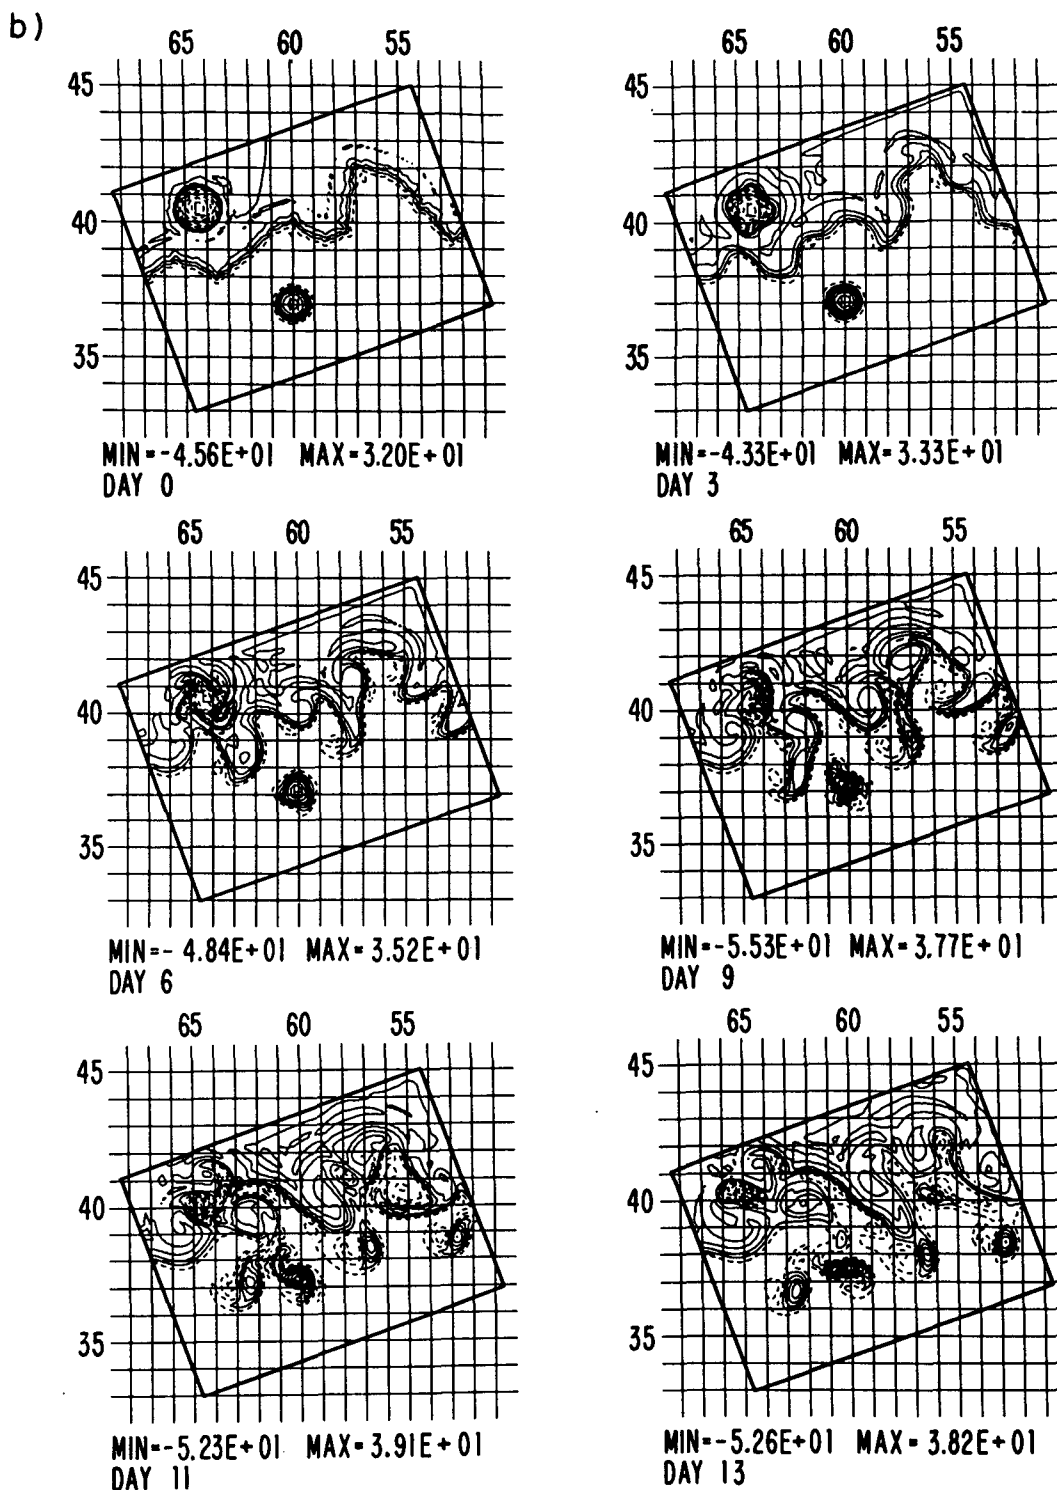 b)
65 60 55
45
40
35
MIN=-4.56E+01 MAX=3.20E+01
DAY 0
65 60 55
45
40
35
MIN=-4.33E+01 MAX=3.33E+01
DAY 3
65 60 55
45
40
35
MIN=-4.84E+01 MAX=3.52E+01
DAY 6
65 60 55
45
40
35
MIN=-5.53E+01 MAX=3.77E+01
DAY 9
65 60 55
45
40
35
MIN=-5.23E+01 MAX=3.91E+01
DAY 11
65 60 55
45
40
35
MIN=-5.26E+01 MAX=3.82E+01
DAY 13